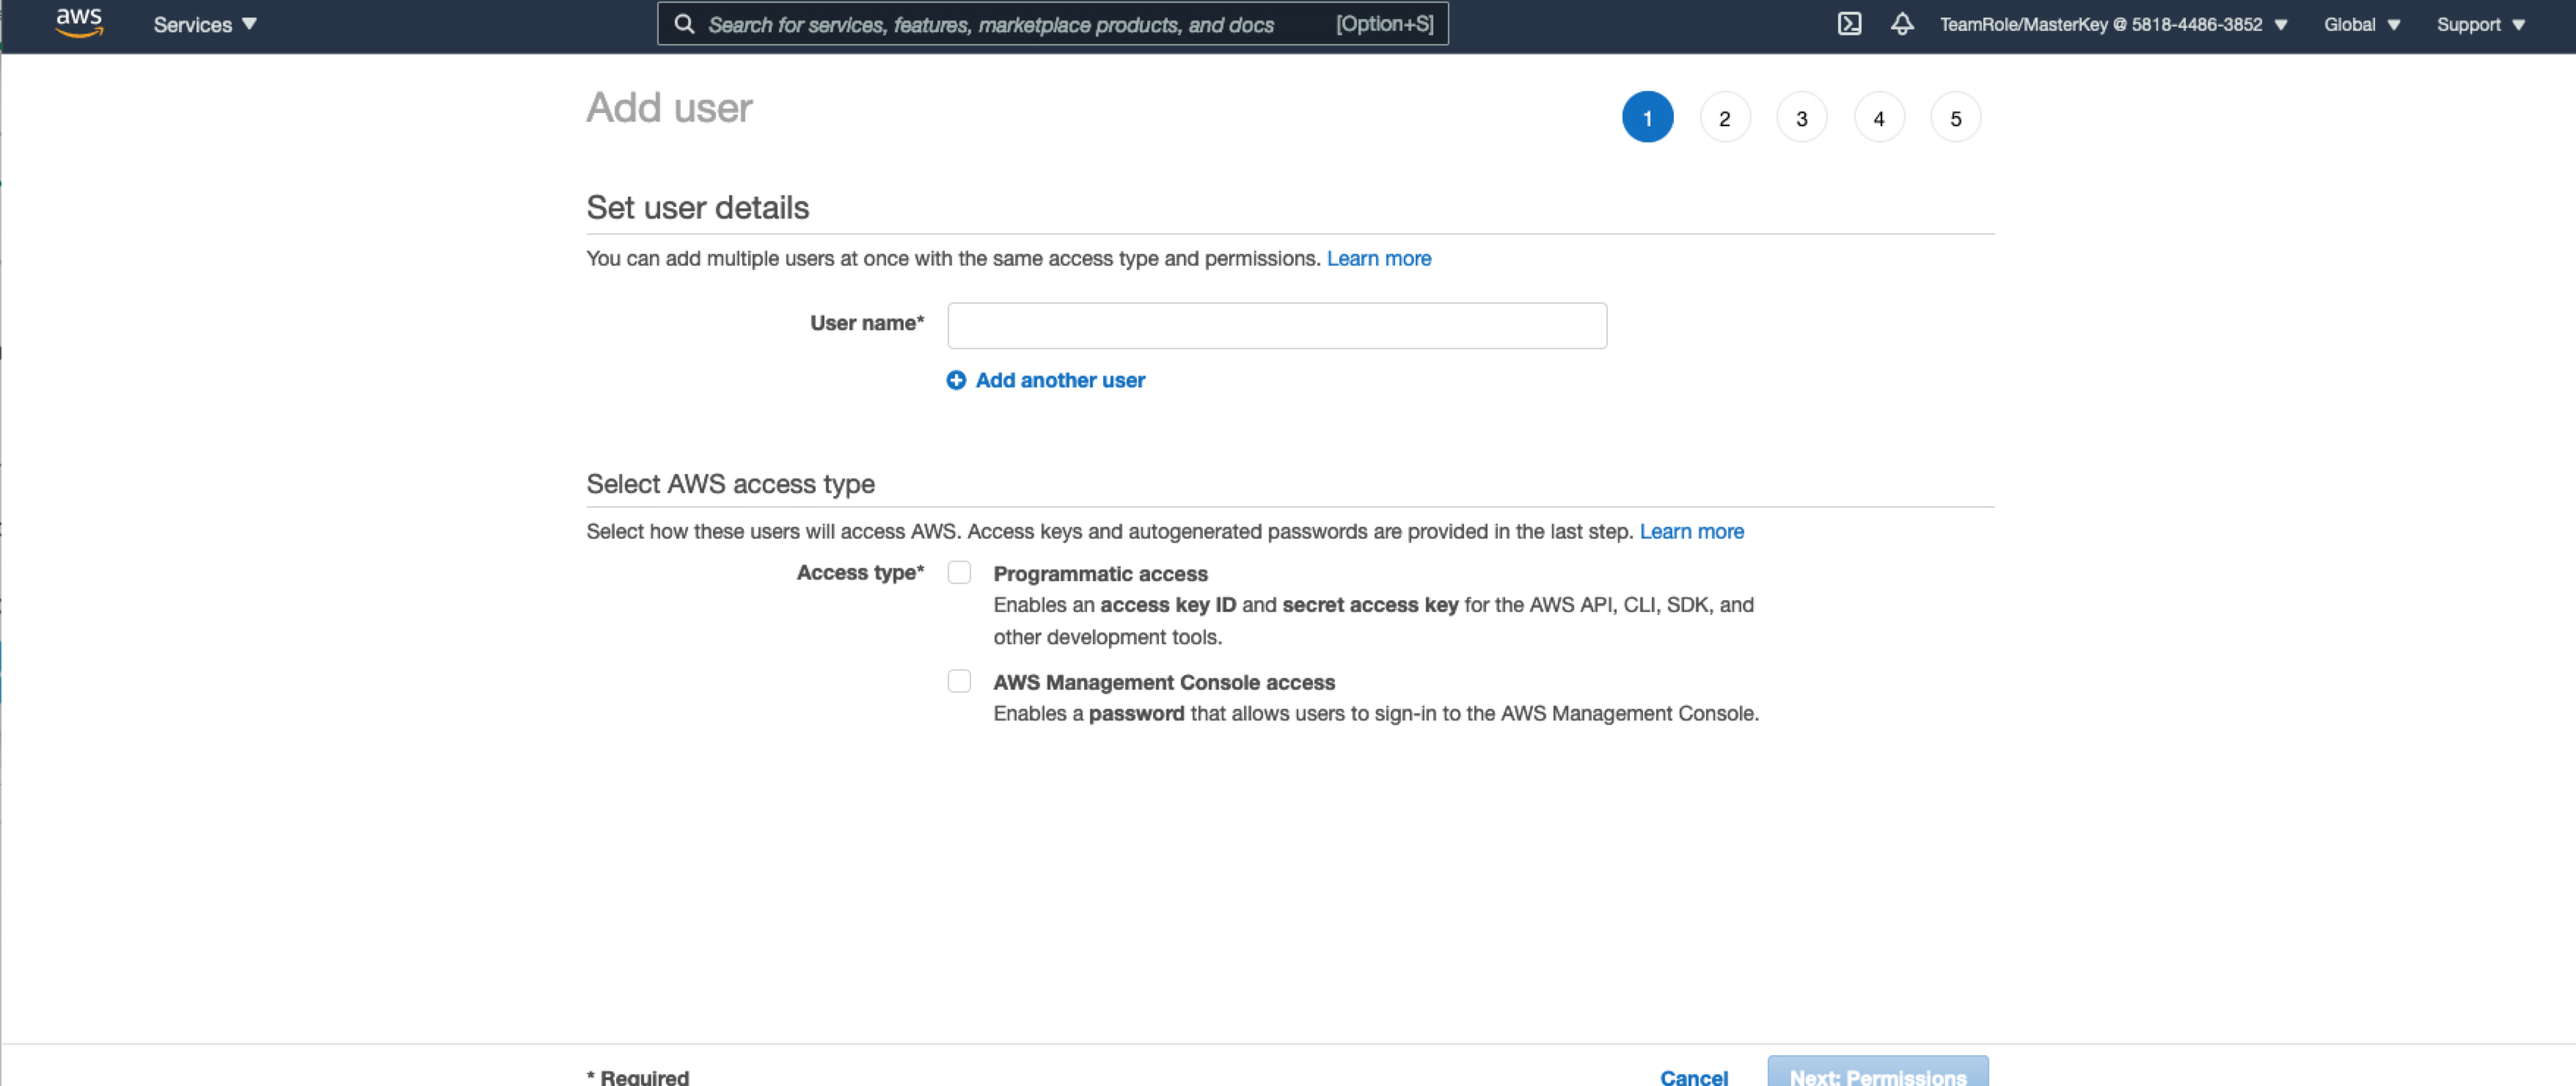 aws Services Search for services, features, marketplace products, and docs [Option+S] TeamRole/MasterKey @ 5818-4486-3852 Global Support
Add user 1 2 3 4 5
Set user details
You can add multiple users at once with the same access type and permissions. Learn more
User name*
Add another user
Select AWS access type
Select how these users will access AWS. Access keys and autogenerated passwords are provided in the last step. Learn more
Access type* Programmatic access
Enables an access key ID and secret access key for the AWS API, CLI, SDK, and
other development tools.
AWS Management Console access
Enables a password that allows users to sign-in to the AWS Management Console.
* Required Cancel Next: Permissions